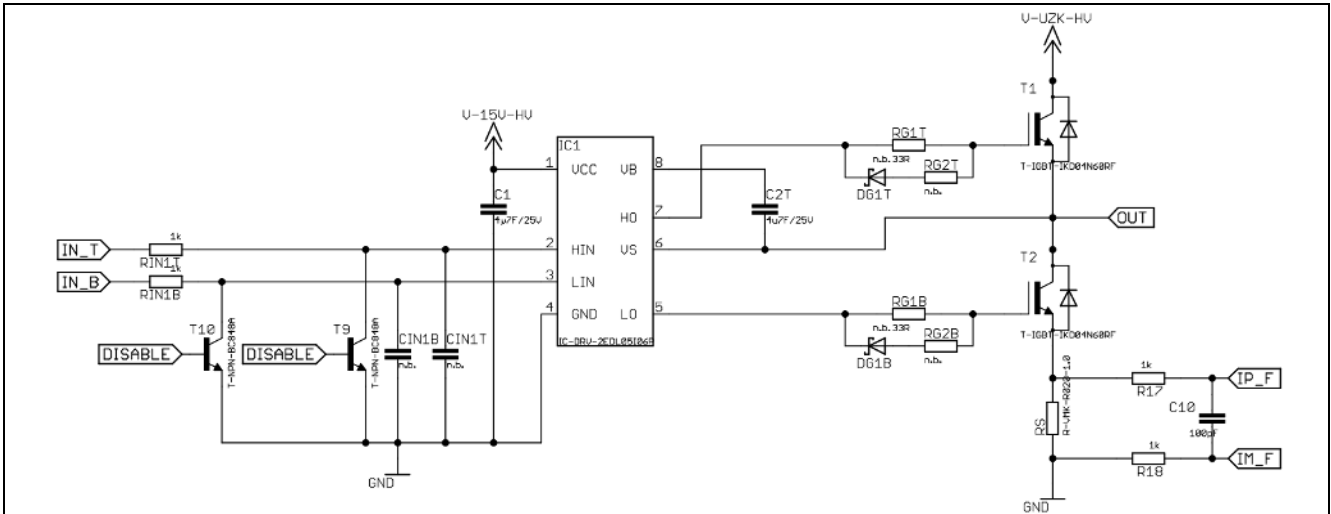 V-UZK-HV
T1
T-IGBT-IKD04N60RF
V-15V-HV
IC1
1 VCC VB 8
HO 7
2 HIN VS 6
3 LIN
4 GND LO 5
IC-DRV-2EDL05I06P
C1
4µ7F/25V
C2T
4u7F/25V
RG1T
n.b.33R
RG2T
n.b.
DG1T
OUT
IN_T
1k
RIN1T
IN_B
1k
RIN1B
T2
T-IGBT-IKD04N60RF
RG1B
n.b.33R
RG2B
n.b.
DG1B
DISABLE
T10
T-NPN-BC848A
DISABLE
T9
T-NPN-BC848A
CIN1B
n.b.
CIN1T
n.b.
GND
RS
R-VMK-R020-1.0
1k
R17
IP_F
C10
100pF
1k
R18
IM_F
GND